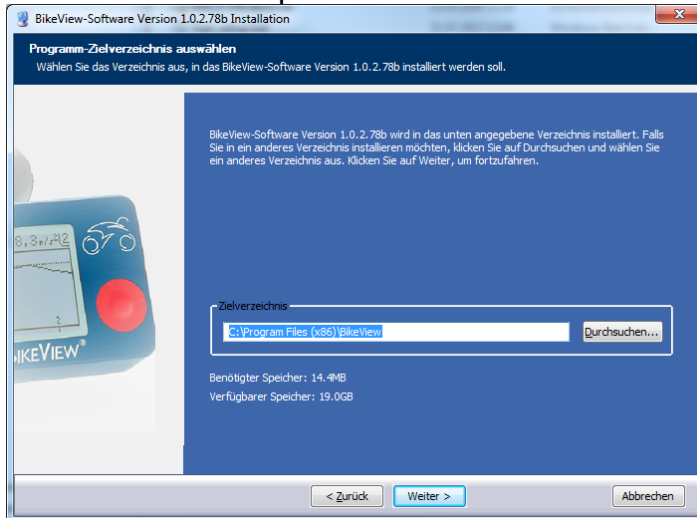 BikeView-Software Version 1.0.2.78b Installation
Programm-Zielverzeichnis auswählen
Wählen Sie das Verzeichnis aus, in das BikeView-Software Version 1.0.2.78b installiert werden soll.
BikeView-Software Version 1.0.2.78b wird in das unten angegebene Verzeichnis installiert. Falls
Sie in ein anderes Verzeichnis installieren möchten, klicken Sie auf Durchsuchen und wählen Sie
ein anderes Verzeichnis aus. Klicken Sie auf Weiter, um fortzufahren.
2
BIKEVIEW®
Zielverzeichnis
C:\Program Files (x86)\BikeView
Durchsuchen...
Benötigter Speicher: 14.4MB
Verfügbarer Speicher: 19.0GB
< Zurück
Weiter >
Abbrechen